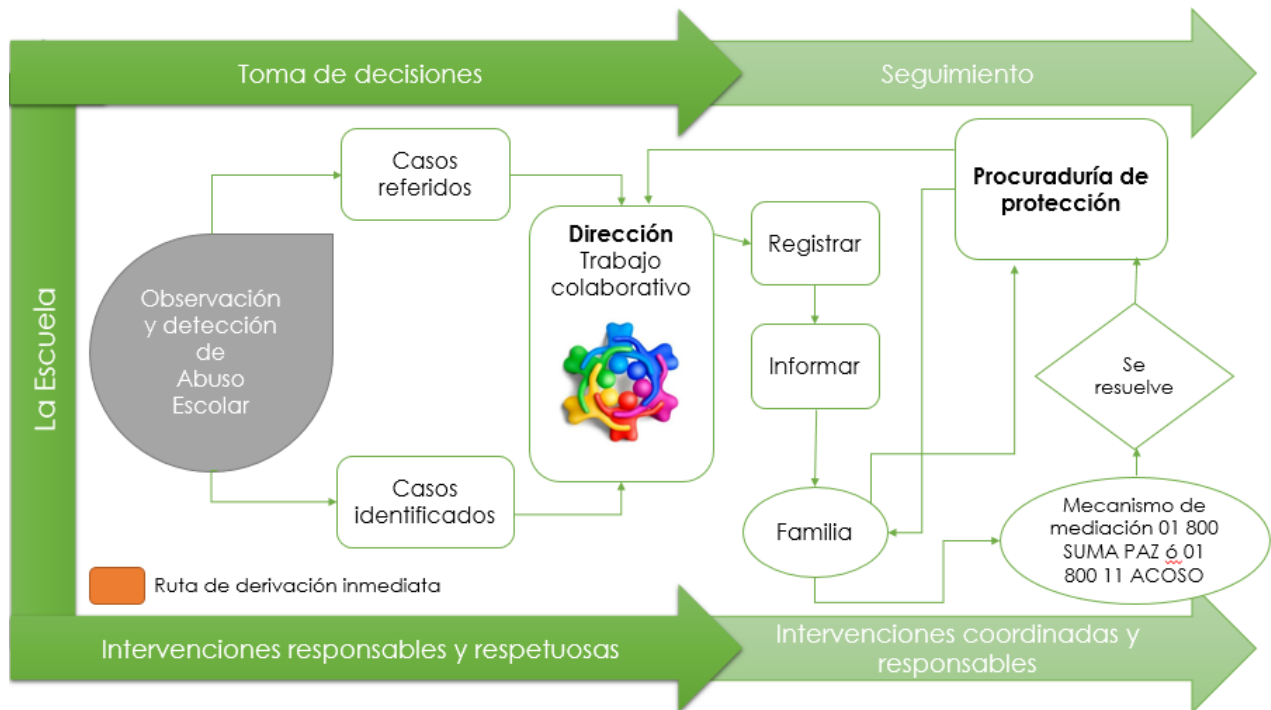 Toma de decisiones
Seguimiento
La Escuela
Observación
y detección
de
Abuso
Escolar
Casos
referidos
Casos
identificados
Dirección
Trabajo
colaborativo
Registrar
Informar
Familia
Procuraduría de
protección
Se
resuelve
Mecanismo de
mediación 01 800
SUMA PAZ 6 01
800 11 ACOSO
Ruta de derivación inmediata
Intervenciones responsables y respetuosas
Intervenciones coordinadas y
responsables